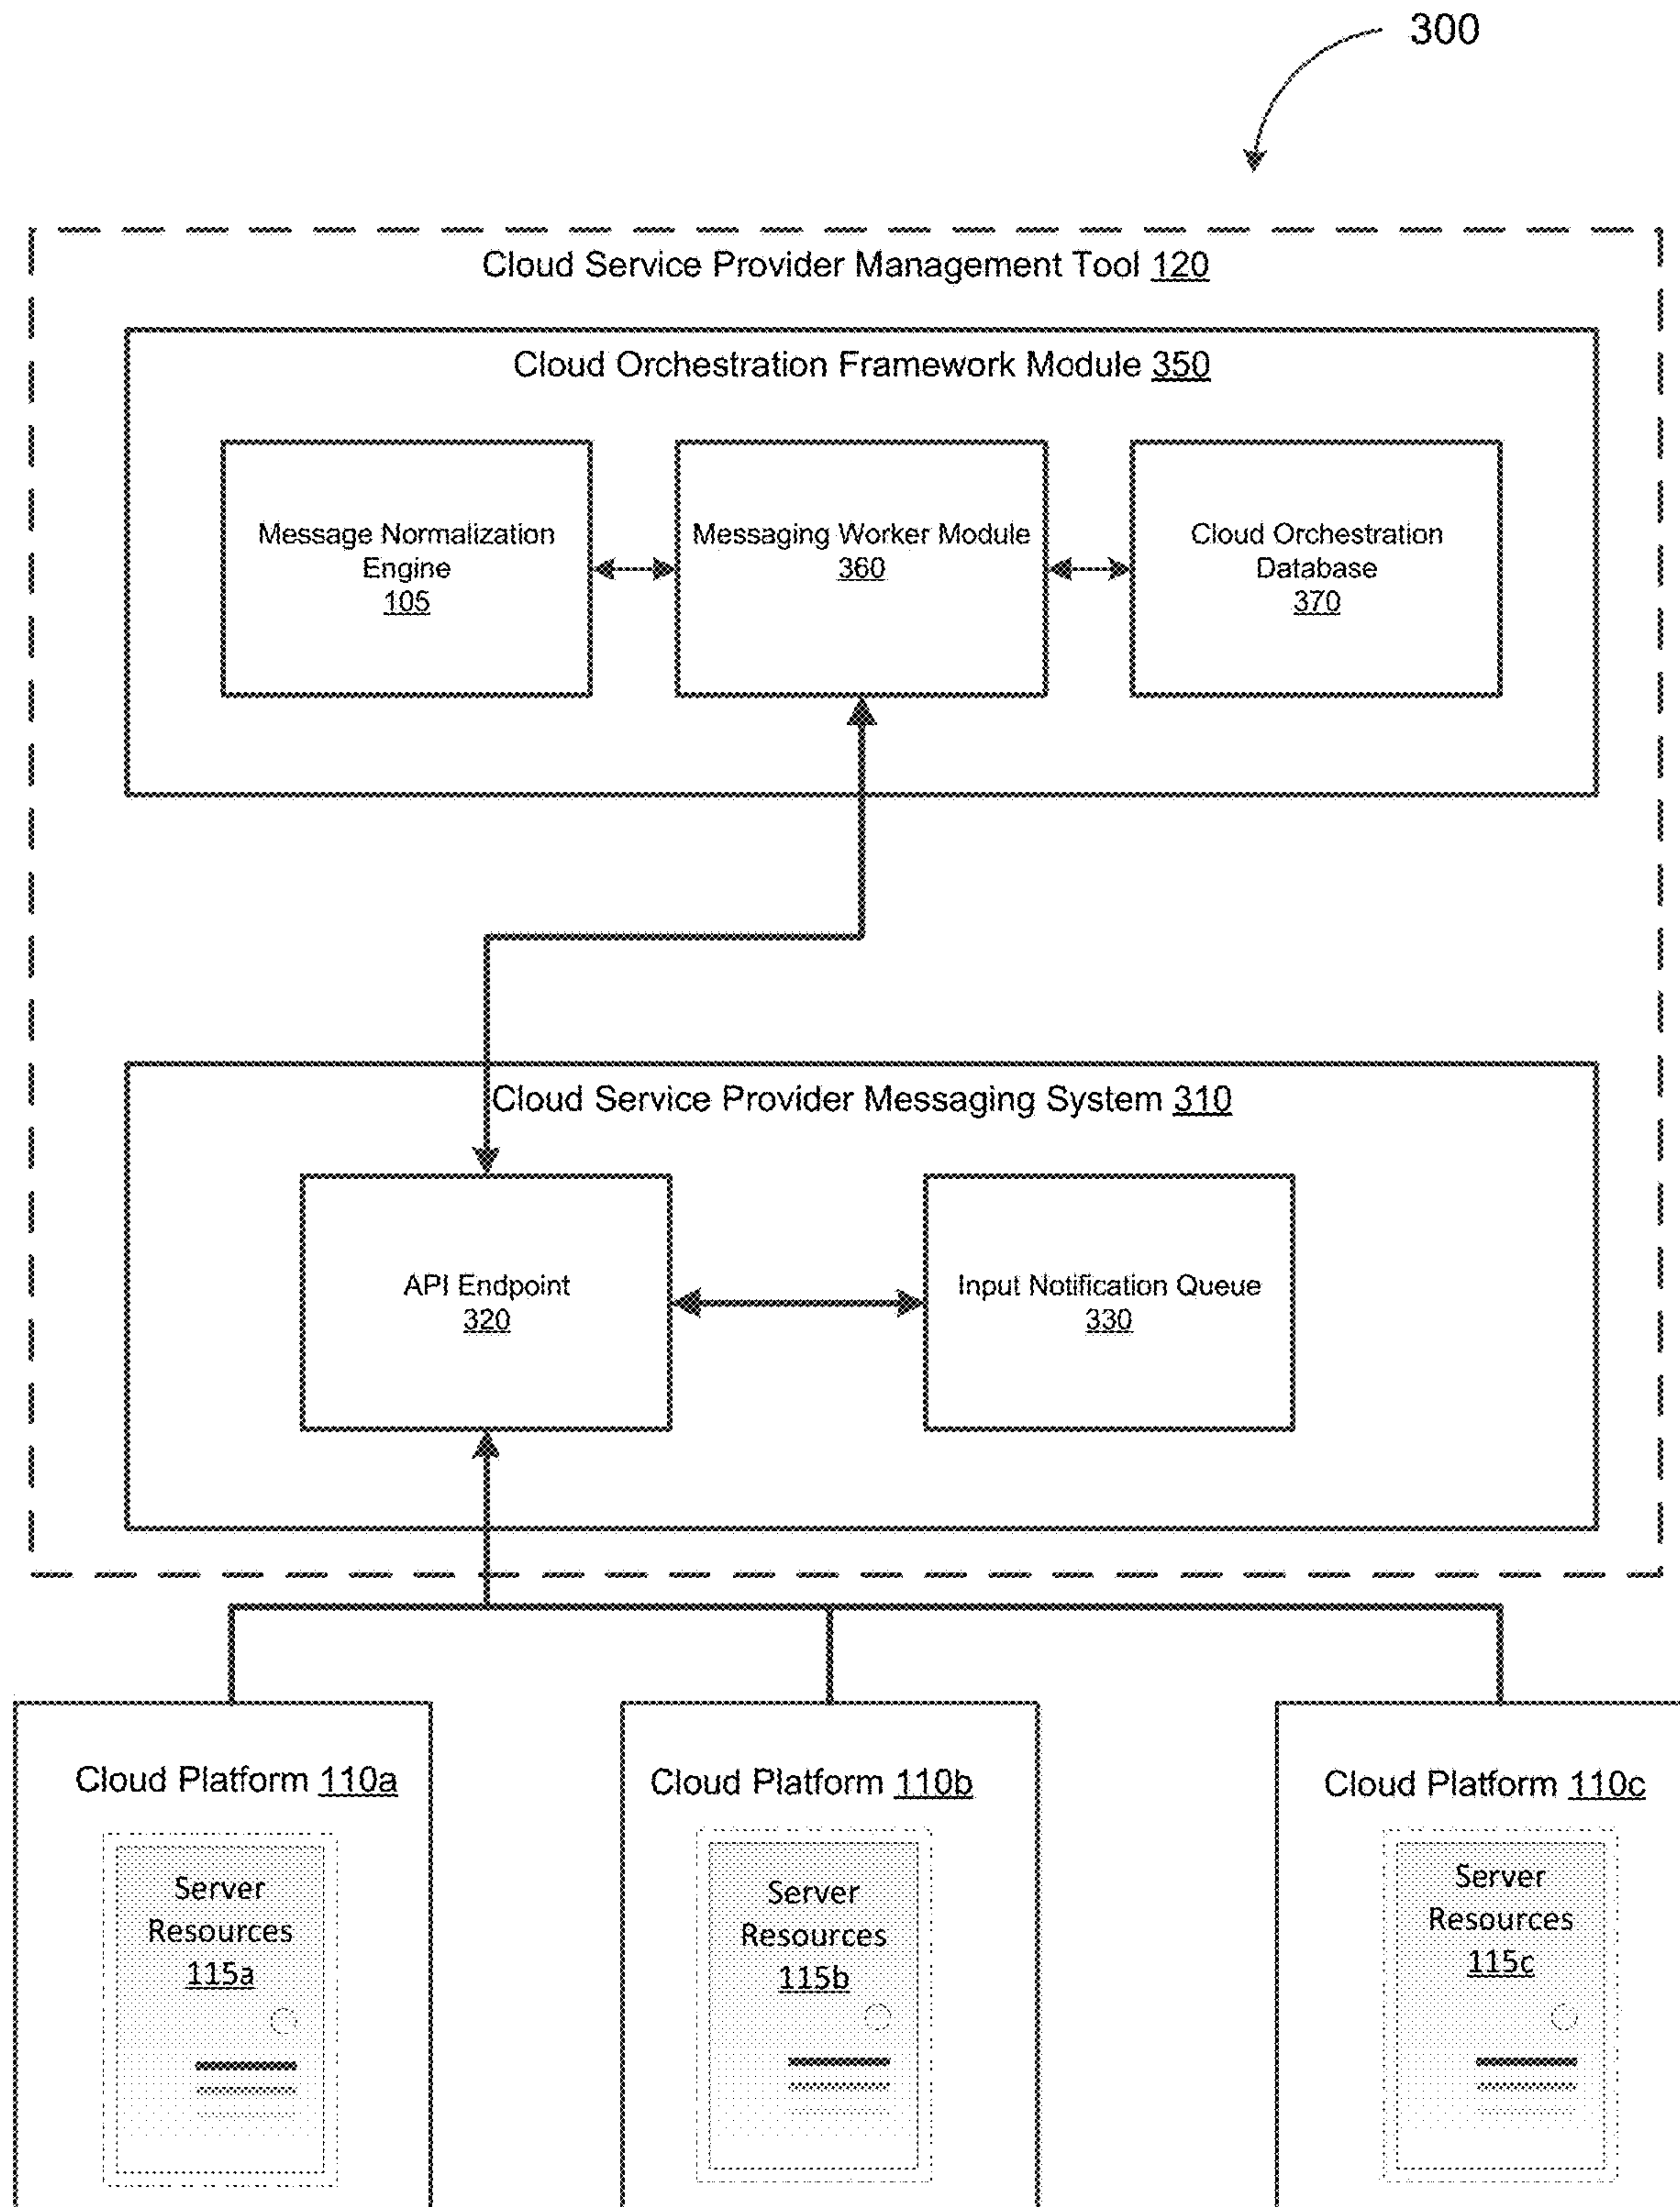 300
Cloud Service Provider Management Tool 120
Cloud Orchestration Framework Module 350
Message Normalization
Engine
105
Messaging Worker Module
360
Cloud Orchestration
Database
370
Cloud Service Provider Messaging System 310
API Endpoint
320
Input Notification Queue
330
Cloud Platform 110a
Server
Resources
115a
Cloud Platform 110b
Server
Resources
115b
Cloud Platform 110c
Server
Resources
115c